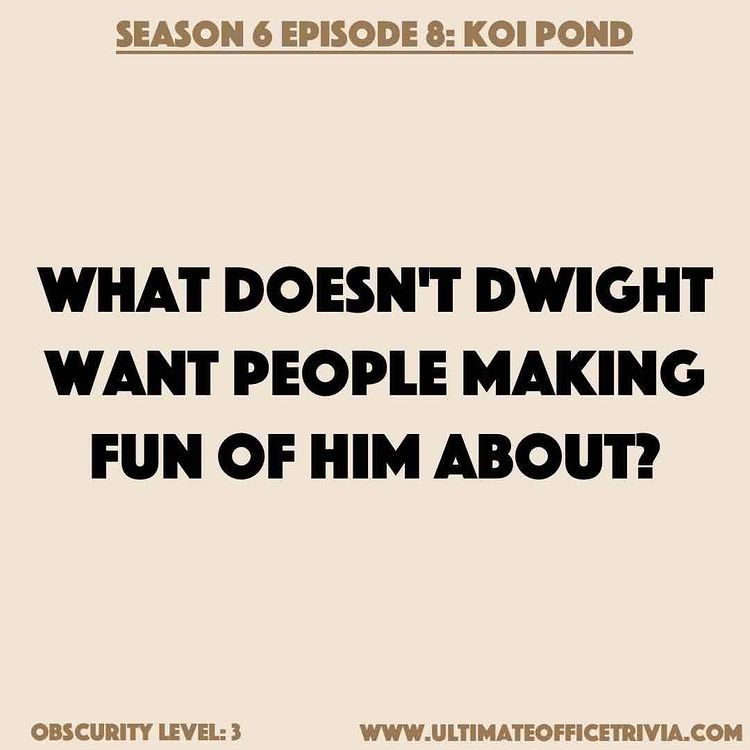 SEASON 6 EPISODE 8: KOI POND
WHAT DOESN'T DWIGHT
WANT PEOPLE MAKING
FUN OF HIM ABOUT?
OBSCURITY LEVEL: 3
WWW.ULTIMATEOFFICETRIVIA.COM